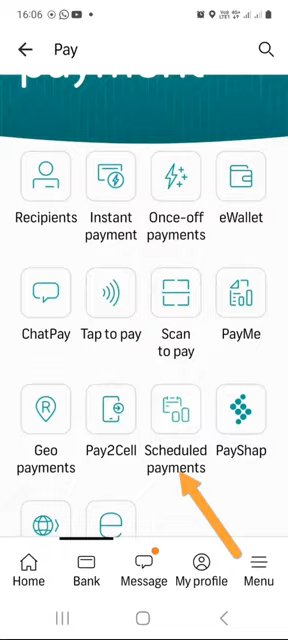 16:06
Pay
payment
Recipients
Instant
payment
Once-off
payments
eWallet
ChatPay
Tap to pay
Scan
to pay
PayMe
Geo
payments
Pay2Cell
Scheduled
payments
PayShap
Home
Bank
Message
My profile
Menu